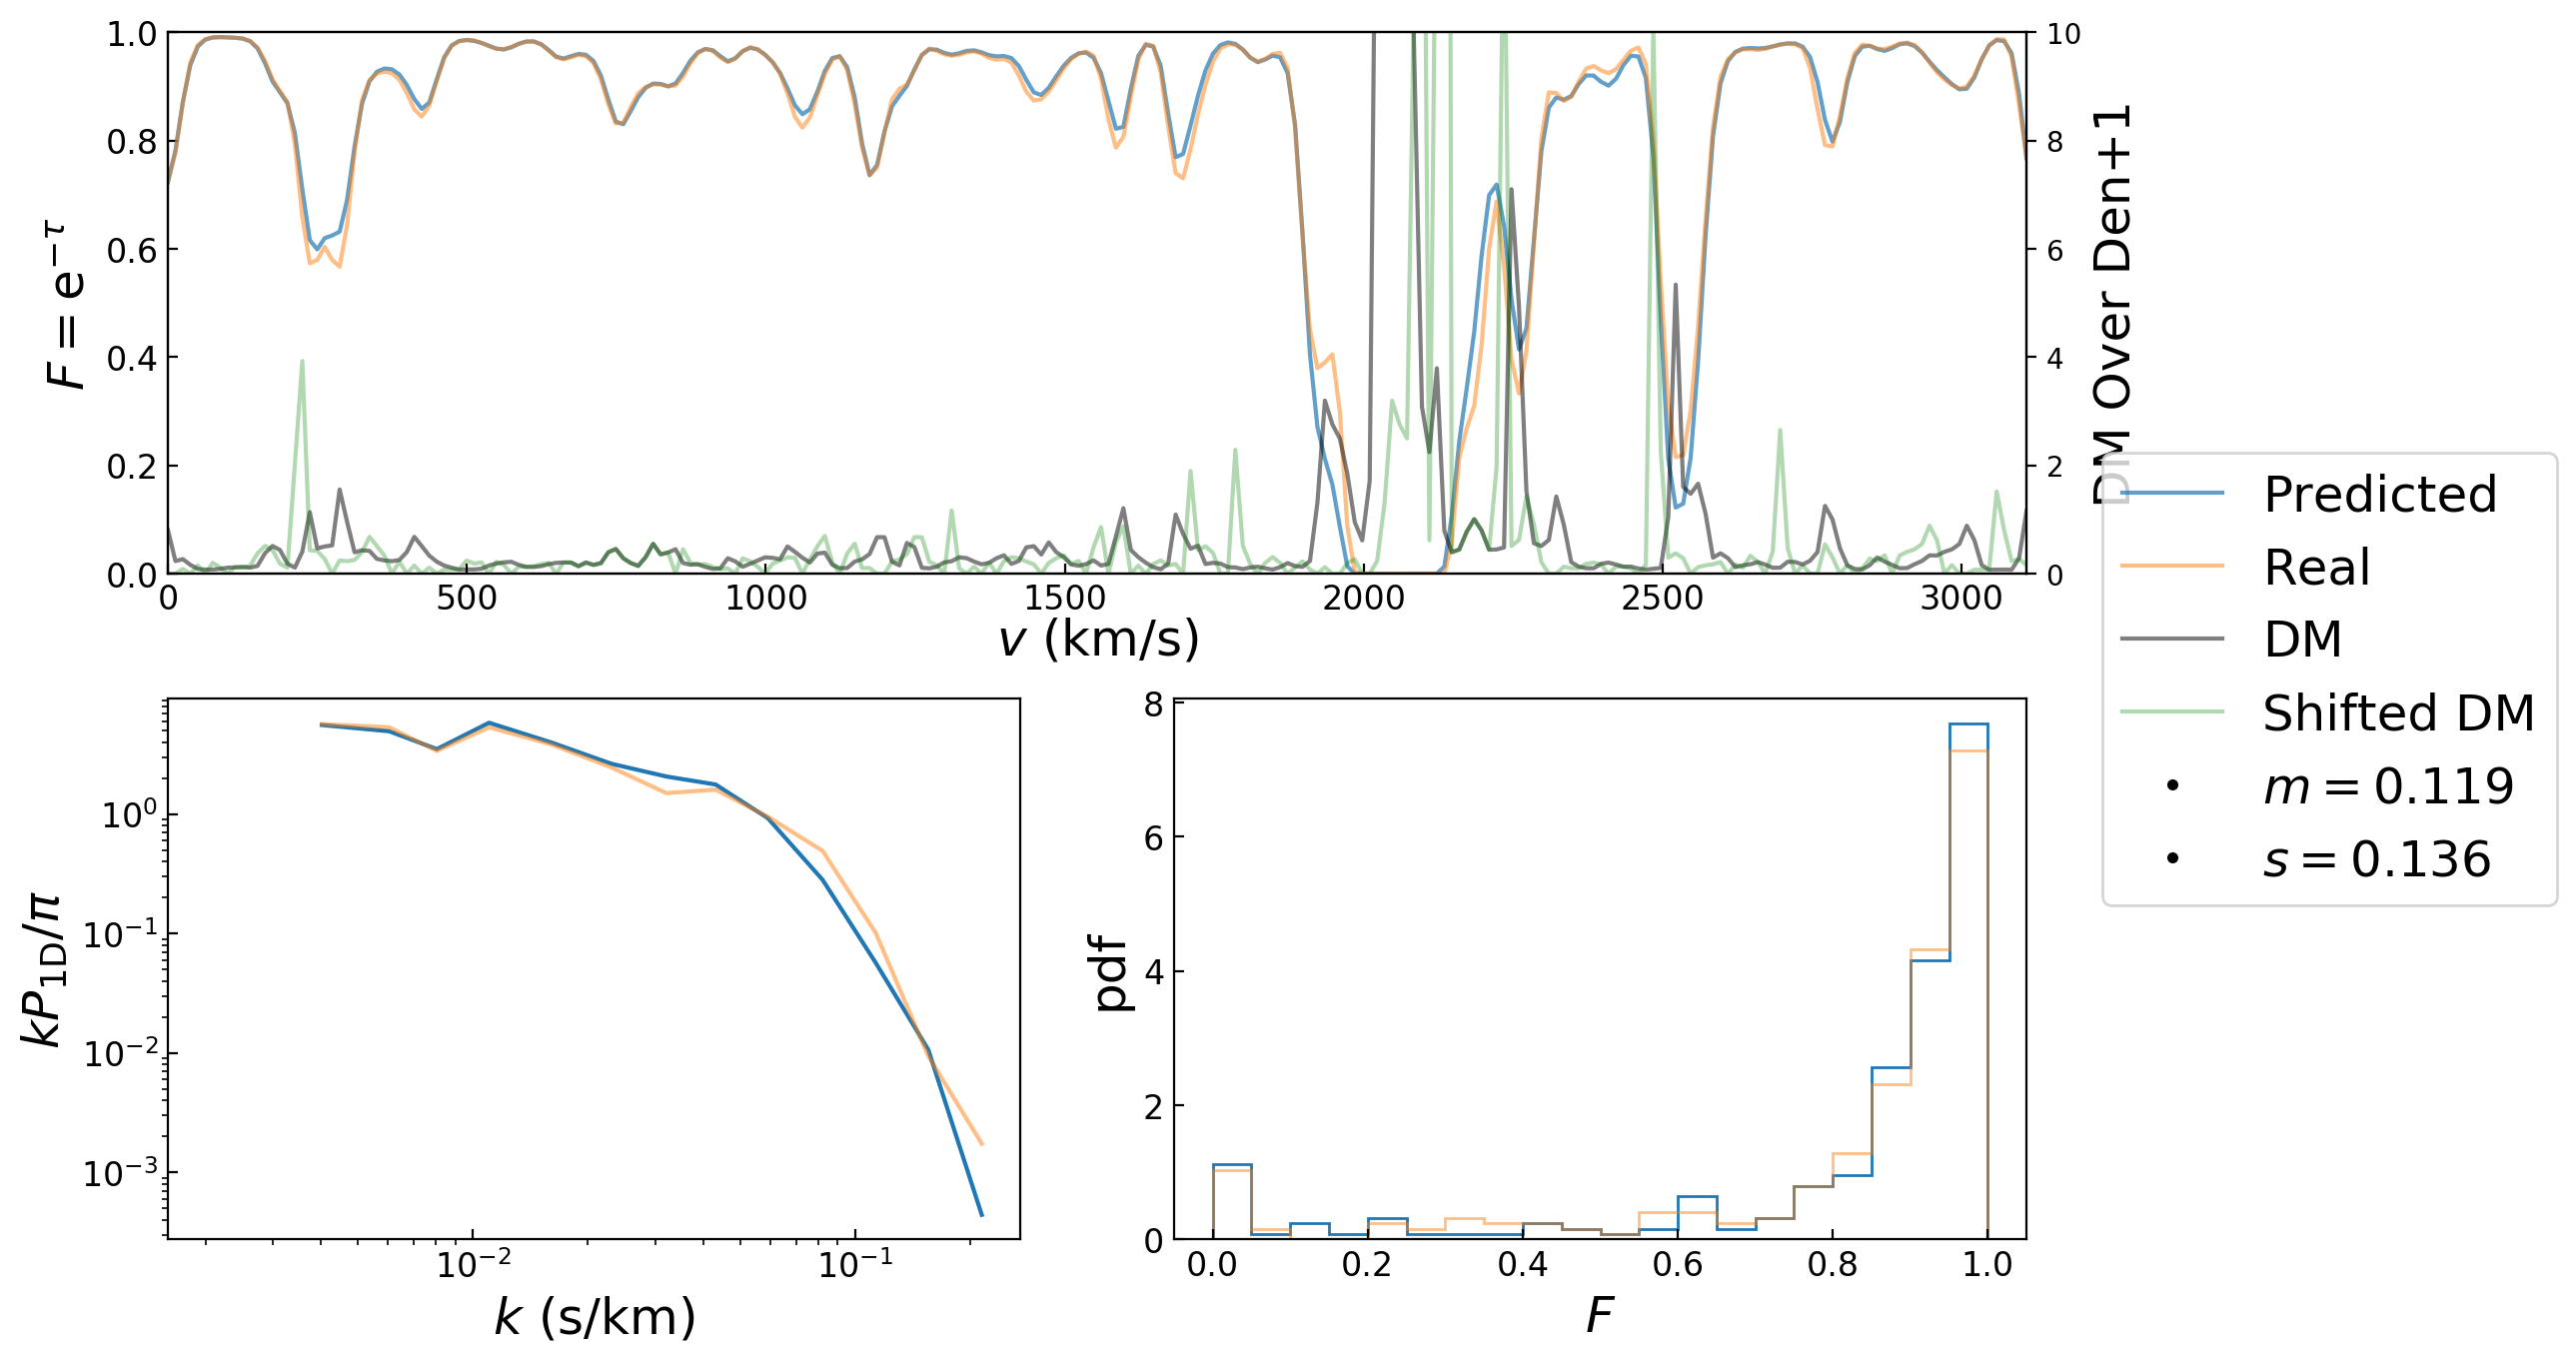 1.0
0.8
0.6
0.4
0.2
0.0
F = e^{−τ}
10
8
6
4
2
0
DM Over Den+1
0 500 1000 1500 2000 2500 3000
v (km/s)
Predicted
Real
DM
Shifted DM
m = 0.119
s = 0.136
10^0
10^{−1}
10^{−2}
10^{−3}
kP_{1D}/π
10^{−2} 10^{−1}
k (s/km)
8
6
4
2
0
pdf
0.0 0.2 0.4 0.6 0.8 1.0
F